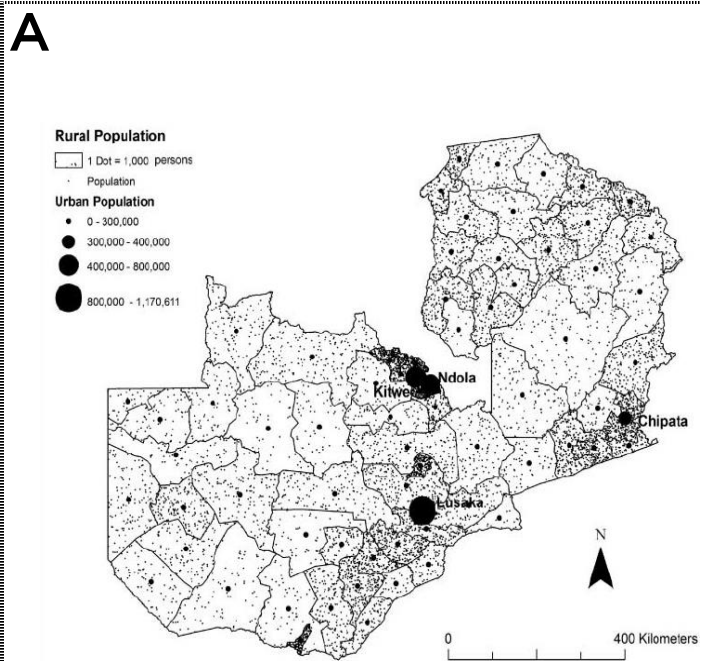 A
Rural Population
1 Dot = 1,000 persons
Population
Urban Population
0 - 300,000
300,000 - 400,000
400,000 - 800,000
800,000 - 1,170,611
Ndola
Kitwe
Chipata
Lusaka
N
0 400 Kilometers